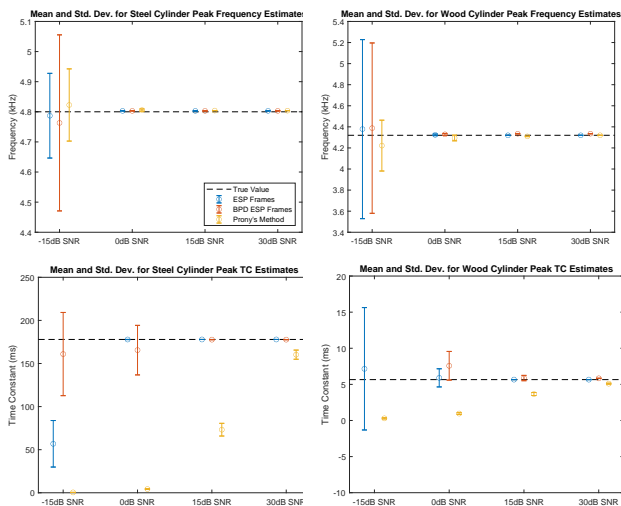 Mean and Std. Dev. for Steel Cylinder Peak Frequency Estimates
5.1
5
4.9
4.8
4.7
4.6
4.5
4.4
Frequency (kHz)
-15dB SNR 0dB SNR 15dB SNR 30dB SNR
True Value
ESP Frames
BPD ESP Frames
Prony's Method
Mean and Std. Dev. for Wood Cylinder Peak Frequency Estimates
5.4
5.2
5
4.8
4.6
4.4
4.2
4
3.8
3.6
3.4
Frequency (kHz)
-15dB SNR 0dB SNR 15dB SNR 30dB SNR
Mean and Std. Dev. for Steel Cylinder Peak TC Estimates
250
200
150
100
50
0
Time Constant (ms)
-15dB SNR 0dB SNR 15dB SNR 30dB SNR
Mean and Std. Dev. for Wood Cylinder Peak TC Estimates
20
15
10
5
0
-5
-10
Time Constant (ms)
-15dB SNR 0dB SNR 15dB SNR 30dB SNR